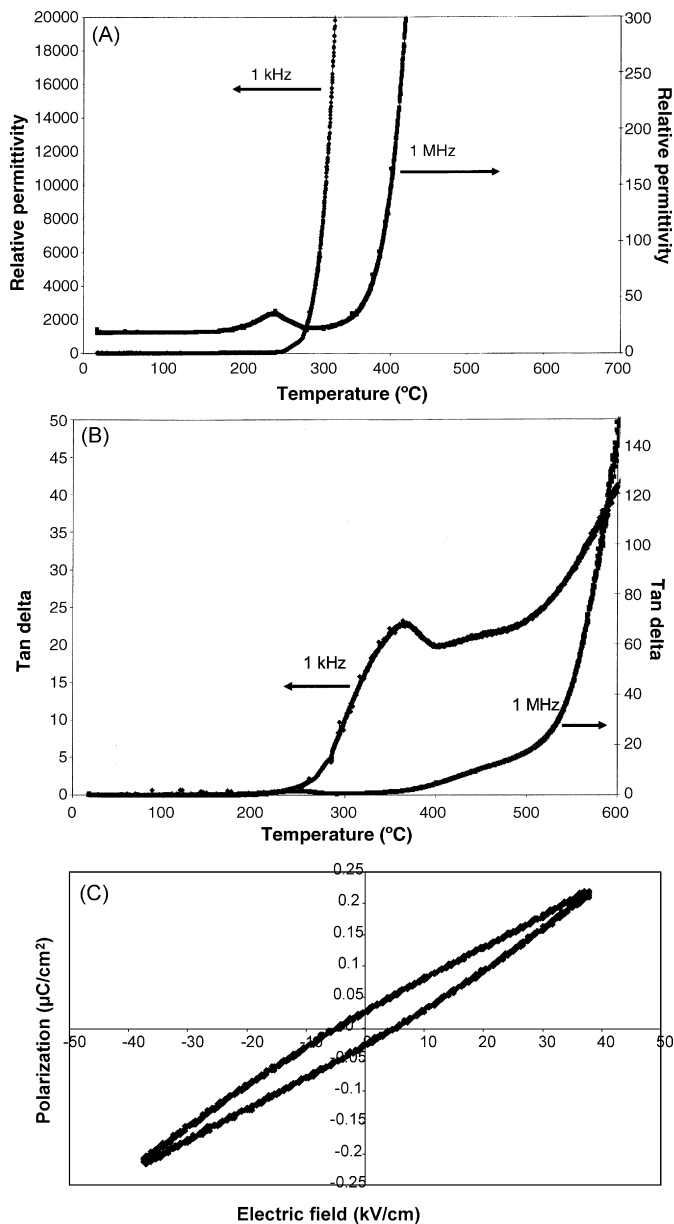 (A)
20000
18000
16000
14000
12000
10000
8000
6000
4000
2000
0
Relative permittivity
1 kHz
1 MHz
300
250
200
150
100
50
0
Relative permittivity
0 100 200 300 400 500 600 700
Temperature (ºC)
(B)
50
45
40
35
30
25
20
15
10
5
0
Tan delta
1 kHz
1 MHz
140
120
100
80
60
40
20
0
Tan delta
0 100 200 300 400 500 600
Temperature (ºC)
(C)
0.25
0.2
0.15
0.1
0.05
0
-0.05
-0.1
-0.15
-0.2
-0.25
Polarization (µC/cm²)
-50 -40 -30 -20 -10 0 10 20 30 40 50
Electric field (kV/cm)